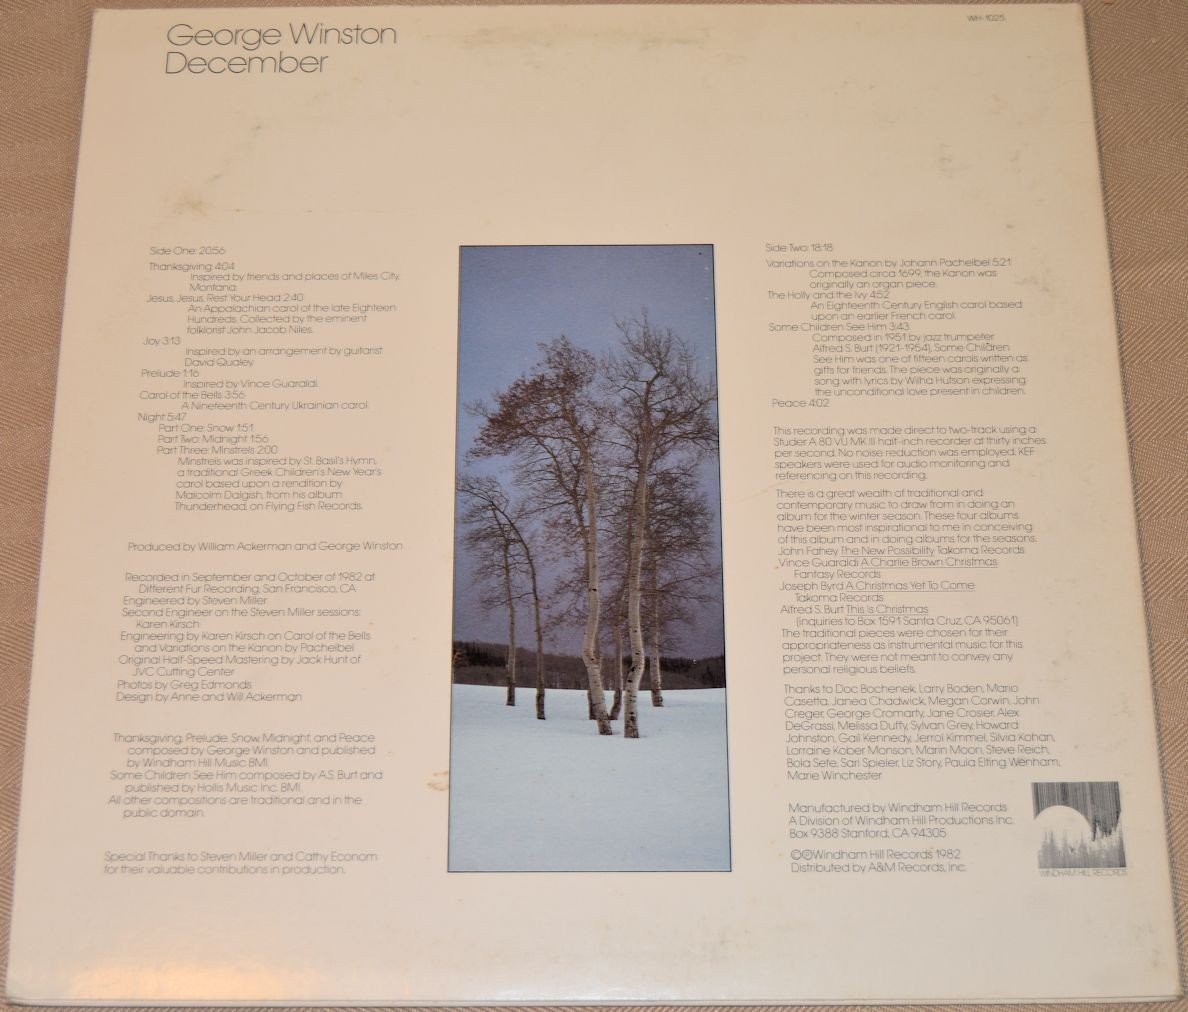 George Winston
December
WH-1025
Side One: 20:56
Thanksgiving 4:04
Inspired by friends and places of Miles City,
Montana.
Jesus, Jesus, Rest Your Head 2:40
An Appalachian carol of the late Eighteen
Hundreds. Collected by the eminent
folklorist John Jacob Niles.
Joy 3:13
Inspired by an arrangement by guitarist
David Qualey.
Prelude 1:16
Inspired by Vince Guaraldi.
Carol of the Bells 3:56
A Nineteenth Century Ukrainian carol.
Night 5:47
Part One: Snow 1:51
Part Two: Midnight 1:56
Part Three: Minstrels 2:00
Minstrels was inspired by St. Basil's Hymn,
a traditional Greek Children's New Year's
carol based upon a rendition by
Malcolm Dalglish, from his album
Thunderhead, on Flying Fish Records.
Produced by William Ackerman and George Winston
Recorded in September and October of 1982 at
Different Fur Recording, San Francisco, CA
Engineered by Steven Miller
Second Engineer on the Steven Miller sessions:
Karen Kirsch
Engineering by Karen Kirsch on Carol of the Bells
and Variations on the Kanon by Pachelbel
Original Half-Speed Mastering by Jack Hunt of
JVC Cutting Center
Photos by Greg Edmonds
Design by Anne and Will Ackerman
Thanksgiving, Prelude, Snow, Midnight, and Peace
composed by George Winston and published
by Windham Hill Music BMI.
Some Children See Him composed by A.S. Burt and
published by Hollis Music Inc. BMI.
All other compositions are traditional and in the
public domain.
Special Thanks to Steven Miller and Cathy Econom
for their valuable contributions in production.
Side Two: 18:18
Variations on the Kanon by Johann Pachelbel 5:21
Composed circa 1699, the Kanon was
originally an organ piece.
The Holly and the Ivy 4:52
An Eighteenth Century English carol based
upon an earlier French carol.
Some Children See Him 3:43
Composed in 1951 by jazz trumpeter
Alfred S. Burt (1921-1954), Some Children
See Him was one of fifteen carols written as
gifts for friends. The piece was originally a
song with lyrics by Wilha Hutson expressing
the unconditional love present in children.
Peace 4:02
This recording was made direct to two-track using a
Studer A 80 VU MK III half-inch recorder at thirty inches
per second. No noise reduction was employed. KEF
speakers were used for audio monitoring and
referencing on this recording.
There is a great wealth of traditional and
contemporary music to draw from in doing an
album for the winter season. These four albums
have been most inspirational to me in conceiving
of this album and in doing albums for the seasons.
John Fahey The New Possibility Takoma Records
Vince Guaraldi A Charlie Brown Christmas
Fantasy Records
Joseph Byrd A Christmas Yet To Come
Takoma Records
Alfred S. Burt This Is Christmas
(inquiries to Box 1591 Santa Cruz, CA 95061)
The traditional pieces were chosen for their
appropriateness as instrumental music for this
project. They were not meant to convey any
personal religious beliefs.
Thanks to Doc Bochenek, Larry Boden, Mario
Casetta, Janea Chadwick, Megan Corwin, John
Creger, George Cromarty, Jane Crosier, Alex
DeGrassi, Melissa Dufty, Sylvan Grey, Howard
Johnston, Gail Kennedy, Jerrol Kimmel, Silvia Kohan,
Lorraine Kober Monson, Marin Moon, Steve Reich,
Bola Sete, Sari Spieler, Liz Story, Paula Elting Wenham,
Marie Winchester
Manufactured by Windham Hill Records
A Division of Windham Hill Productions Inc.
Box 9388 Stanford, CA 94305
©℗Windham Hill Records 1982
Distributed by A&M Records, Inc.
WINDHAM HILL RECORDS